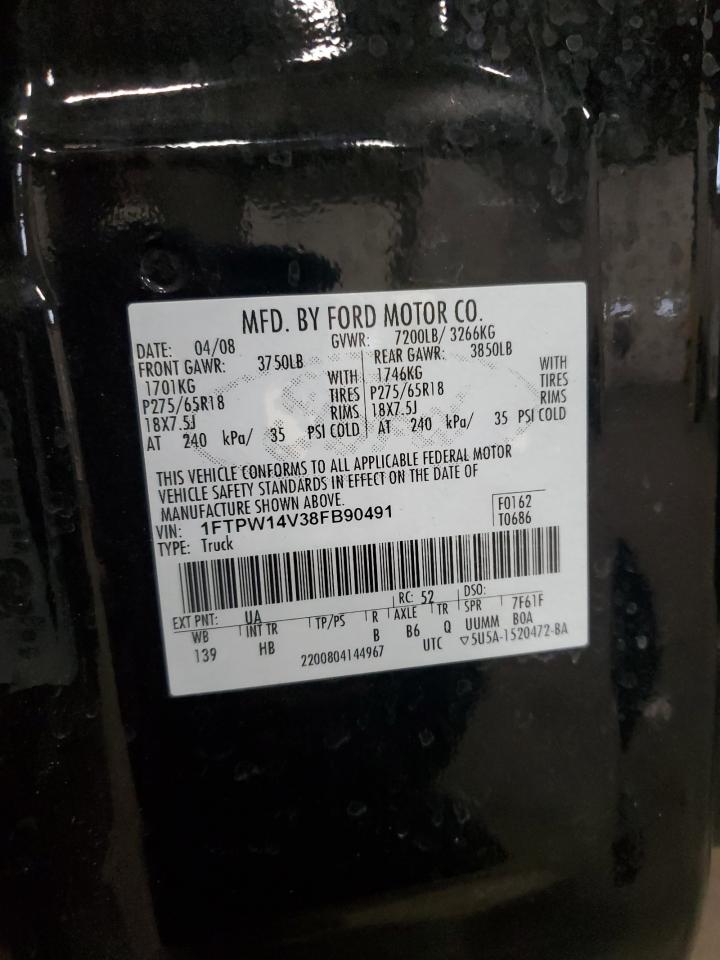 MFD. BY FORD MOTOR CO.
DATE: 04/08 GVWR: 7200LB/ 3266KG
FRONT GAWR: 3750LB REAR GAWR: 3850LB
1701KG WITH 1746KG WITH
P275/65R18 TIRES P275/65R18 TIRES
18X7.5J RIMS 18X7.5J RIMS
AT 240 kPa/ 35 PSI COLD AT 240 kPa/ 35 PSI COLD
THIS VEHICLE CONFORMS TO ALL APPLICABLE FEDERAL MOTOR
VEHICLE SAFETY STANDARDS IN EFFECT ON THE DATE OF
MANUFACTURE SHOWN ABOVE.
VIN: 1FTPW14V38FB90491 F0162
TYPE: Truck T0686
EXT PNT: UA RC: 52 DSO:
WB INT TR TP/PS R AXLE TR SPR 7F61F
139 HB B B6 Q UUMM BOA
2200804144967 UTC ▽5U5A-1520472-BA